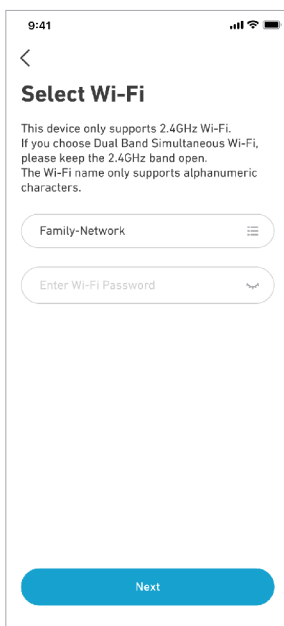 9:41
Select Wi-Fi
This device only supports 2.4GHz Wi-Fi.
If you choose Dual Band Simultaneous Wi-Fi,
please keep the 2.4GHz band open.
The Wi-Fi name only supports alphanumeric
characters.
Family-Network
Enter Wi-Fi Password
Next